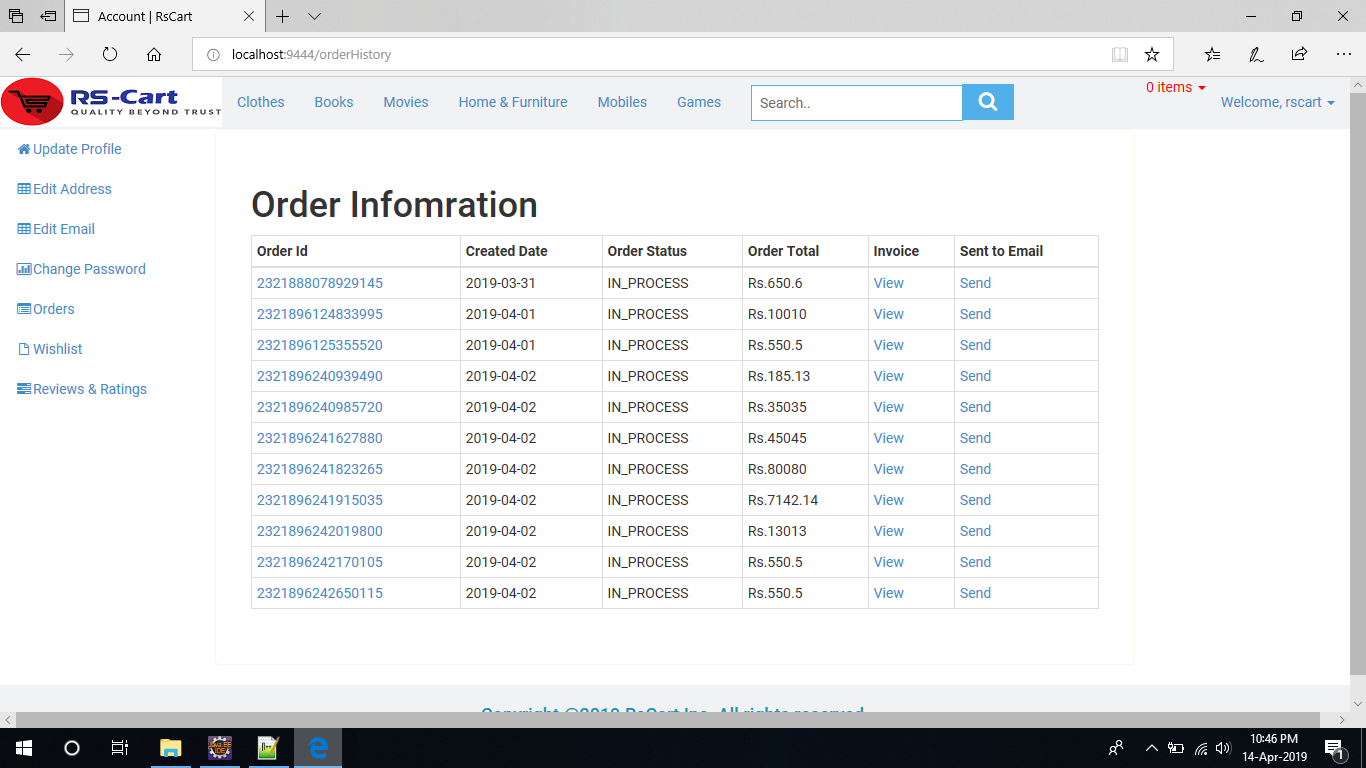 Account | RsCart
localhost:9444/orderHistory
RS-Cart
QUALITY BEYOND TRUST
Clothes Books Movies Home & Furniture Mobiles Games Search.. 0 items Welcome, rscart
Update Profile
Edit Address
Edit Email
Change Password
Orders
Wishlist
Reviews & Ratings
Order Infomration
Order Id Created Date Order Status Order Total Invoice Sent to Email
2321888078929145 2019-03-31 IN_PROCESS Rs.650.6 View Send
2321896124833995 2019-04-01 IN_PROCESS Rs.10010 View Send
2321896125355520 2019-04-01 IN_PROCESS Rs.550.5 View Send
2321896240939490 2019-04-02 IN_PROCESS Rs.185.13 View Send
2321896240985720 2019-04-02 IN_PROCESS Rs.35035 View Send
2321896241627880 2019-04-02 IN_PROCESS Rs.45045 View Send
2321896241823265 2019-04-02 IN_PROCESS Rs.80080 View Send
2321896241915035 2019-04-02 IN_PROCESS Rs.7142.14 View Send
2321896242019800 2019-04-02 IN_PROCESS Rs.13013 View Send
2321896242170105 2019-04-02 IN_PROCESS Rs.550.5 View Send
2321896242650115 2019-04-02 IN_PROCESS Rs.550.5 View Send
Copyright ©2019 RsCart Inc. All rights reserved
10:46 PM
14-Apr-2019
1